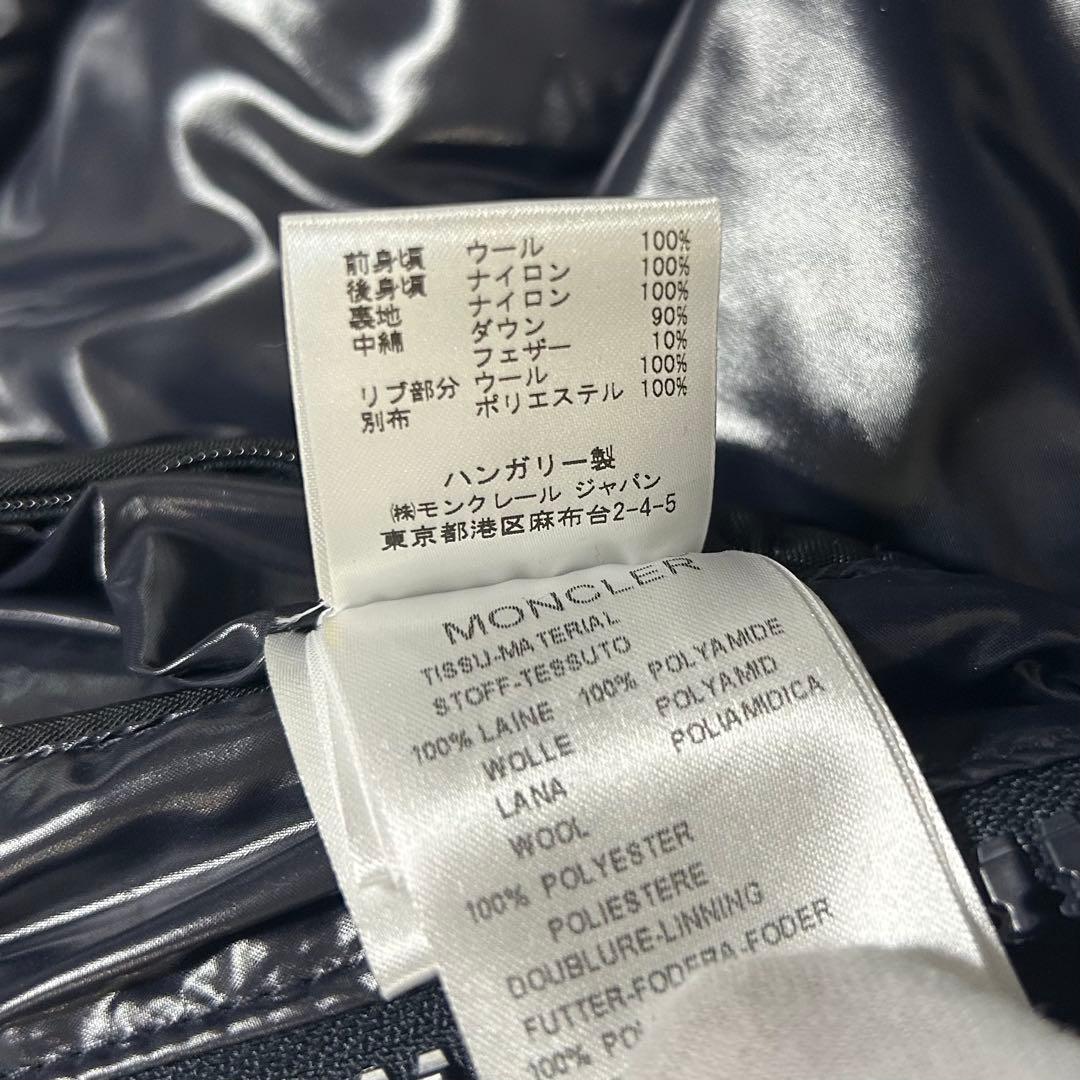 前身頃 ウール 100%
後身頃 ナイロン 100%
裏地 ナイロン 100%
中綿 ダウン 90%
フェザー 10%
リブ部分 ウール 100%
別布 ポリエステル 100%
ハンガリー製
㈱モンクレール ジャパン
東京都港区麻布台2-4-5
MONCLER
TISSU-MATERIAL
STOFF-TESSUTO
100% LAINE 100% POLYAMIDE
WOLLE POLYAMID
LANA POLIAMIDICA
WOOL
100% POLYESTER
POLIESTERE
DOUBLURE-LINNING
FUTTER-FODERA-FODER
100%